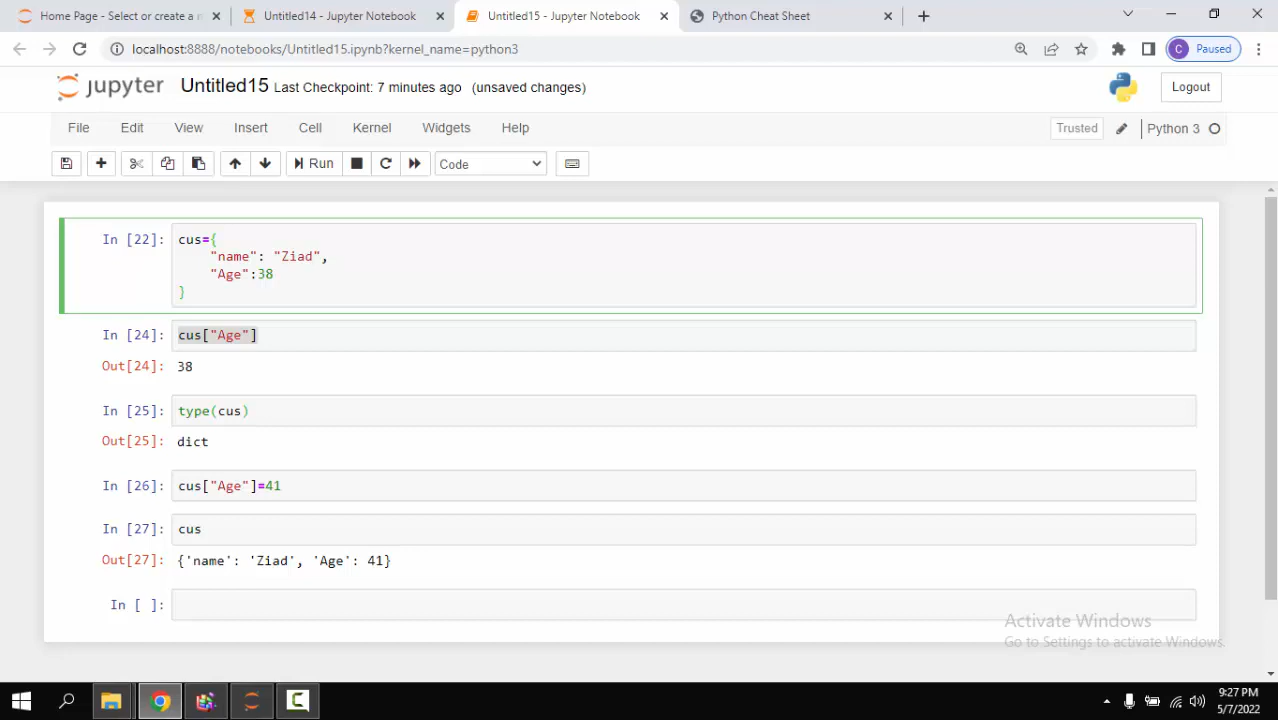 Home Page - Select or create a n
Untitled14 - Jupyter Notebook
Untitled15 - Jupyter Notebook
Python Cheat Sheet
localhost:8888/notebooks/Untitled15.ipynb?kernel_name=python3
C Paused
jupyter Untitled15 Last Checkpoint: 7 minutes ago (unsaved changes)
Logout
File Edit View Insert Cell Kernel Widgets Help
Trusted
Python 3
Run
Code
In [22]: cus={
"name": "Ziad",
"Age":38
}
In [24]: cus["Age"]
Out[24]: 38
In [25]: type(cus)
Out[25]: dict
In [26]: cus["Age"]=41
In [27]: cus
Out[27]: {'name': 'Ziad', 'Age': 41}
In [ ]:
Activate Windows
Go to Settings to activate Windows.
9:27 PM
5/7/2022